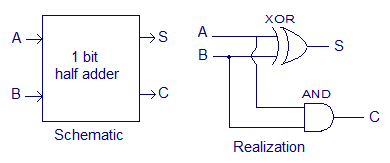 A
B
1 bit
half adder
S
C
Schematic
XOR
A
B
S
AND
C
Realization